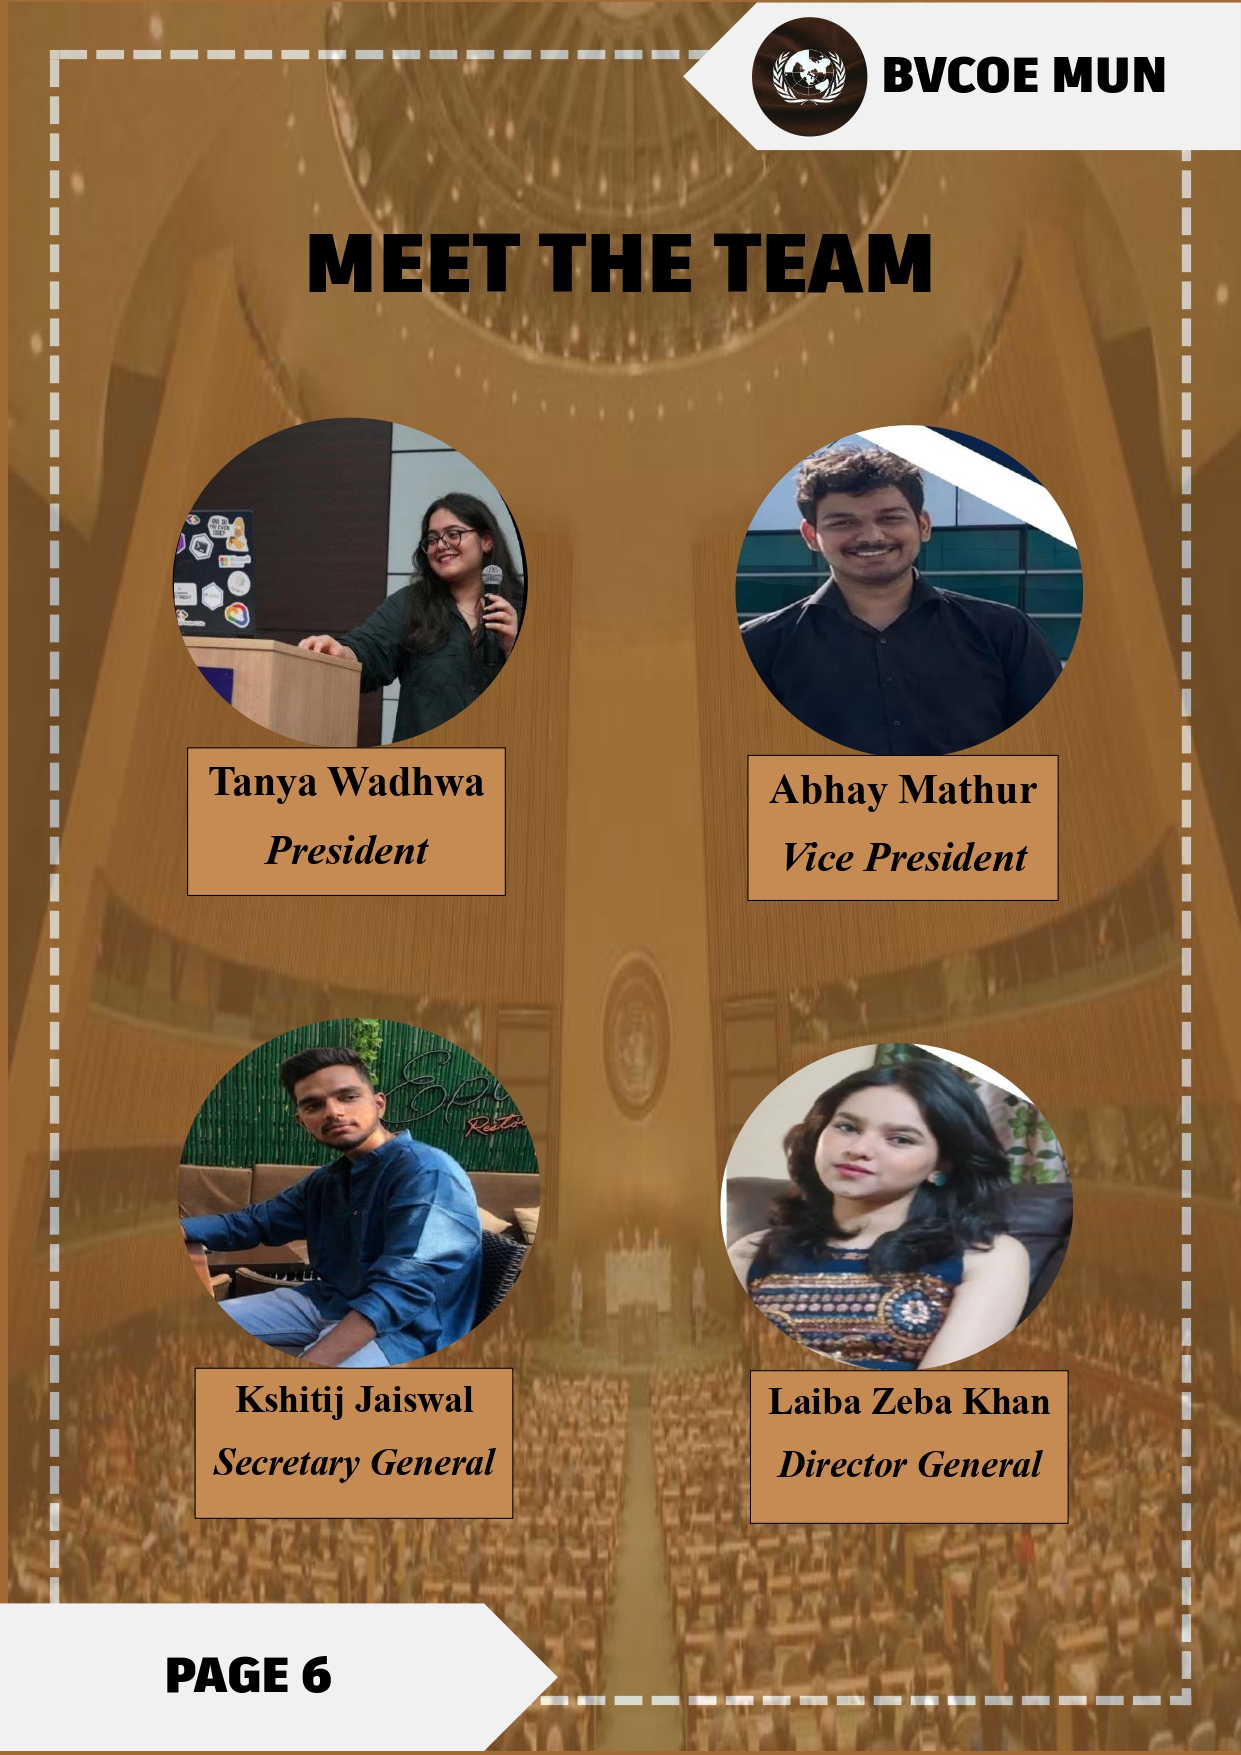 BVCOE MUN
MEET THE TEAM
Tanya Wadhwa
President
Abhay Mathur
Vice President
Resto
Kshitij Jaiswal
Secretary General
Laiba Zeba Khan
Director General
PAGE 6